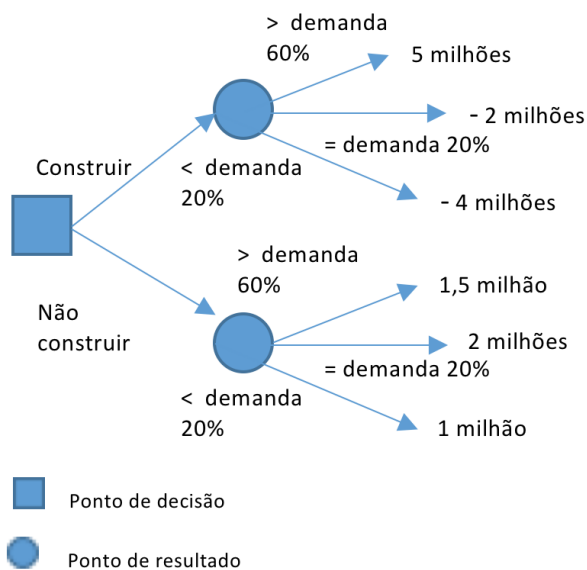 > demanda
60%
5 milhões
- 2 milhões
= demanda 20%
Construir
< demanda
20%
- 4 milhões
> demanda
60%
1,5 milhão
Não
construir
2 milhões
= demanda 20%
< demanda
20%
1 milhão
Ponto de decisão
Ponto de resultado